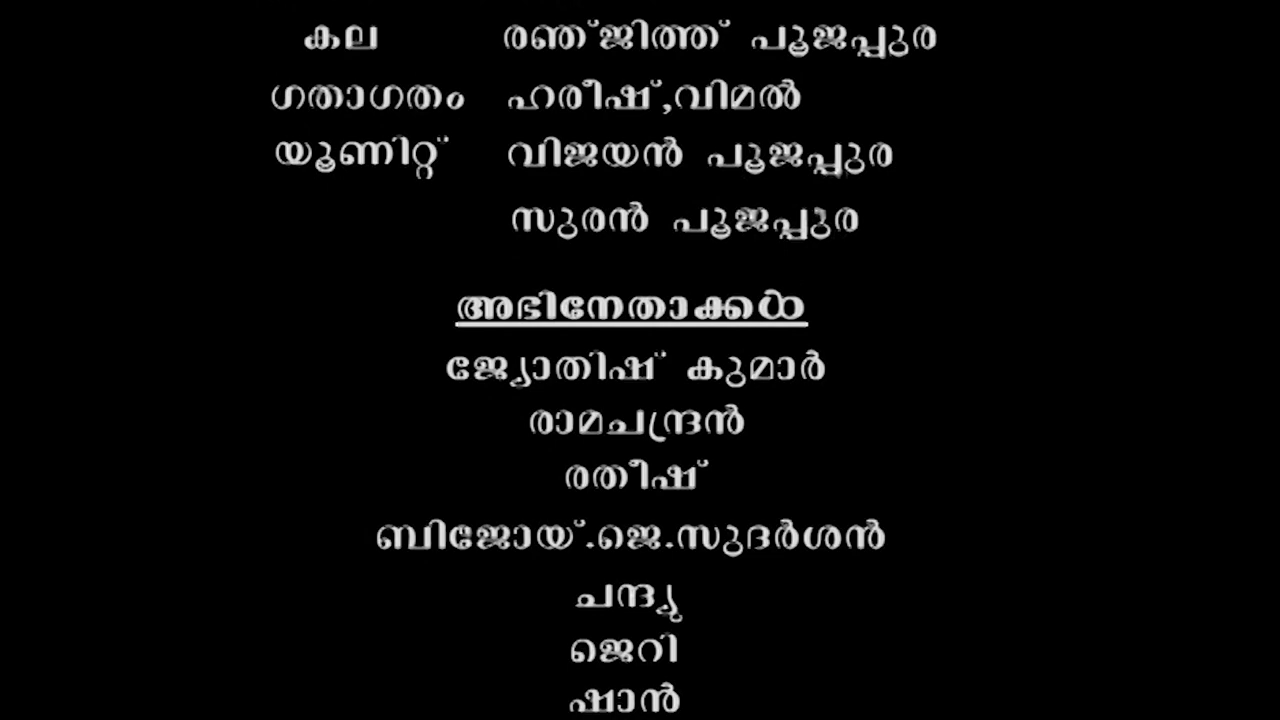 കല രഞ്ജിത്ത് പൂജപ്പുര
ഗതാഗതം ഹരീഷ്,വിമൽ
യൂണിറ്റ് വിജയൻ പൂജപ്പുര
സുരൻ പൂജപ്പുര
അഭിനേതാക്കൾ
ജ്യോതിഷ് കുമാർ
രാമചന്ദ്രൻ
രതീഷ്
ബിജോയ്.ജെ.സുദർശൻ
ചന്ദ്യു
ജെറി
ഷാൻ